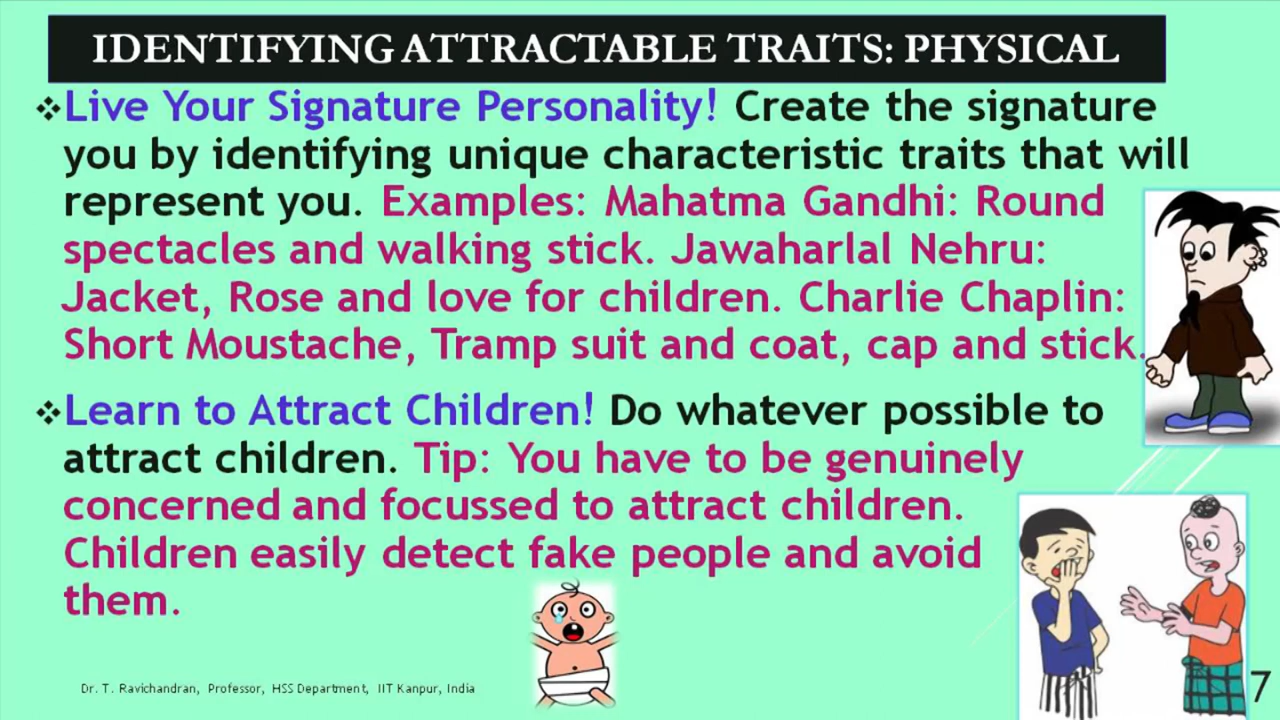 IDENTIFYING ATTRACTABLE TRAITS: PHYSICAL
❖Live Your Signature Personality! Create the signature
you by identifying unique characteristic traits that will
represent you. Examples: Mahatma Gandhi: Round
spectacles and walking stick. Jawaharlal Nehru:
Jacket, Rose and love for children. Charlie Chaplin:
Short Moustache, Tramp suit and coat, cap and stick.
❖Learn to Attract Children! Do whatever possible to
attract children. Tip: You have to be genuinely
concerned and focussed to attract children.
Children easily detect fake people and avoid
them.
Dr. T. Ravichandran, Professor, HSS Department, IIT Kanpur, India
7